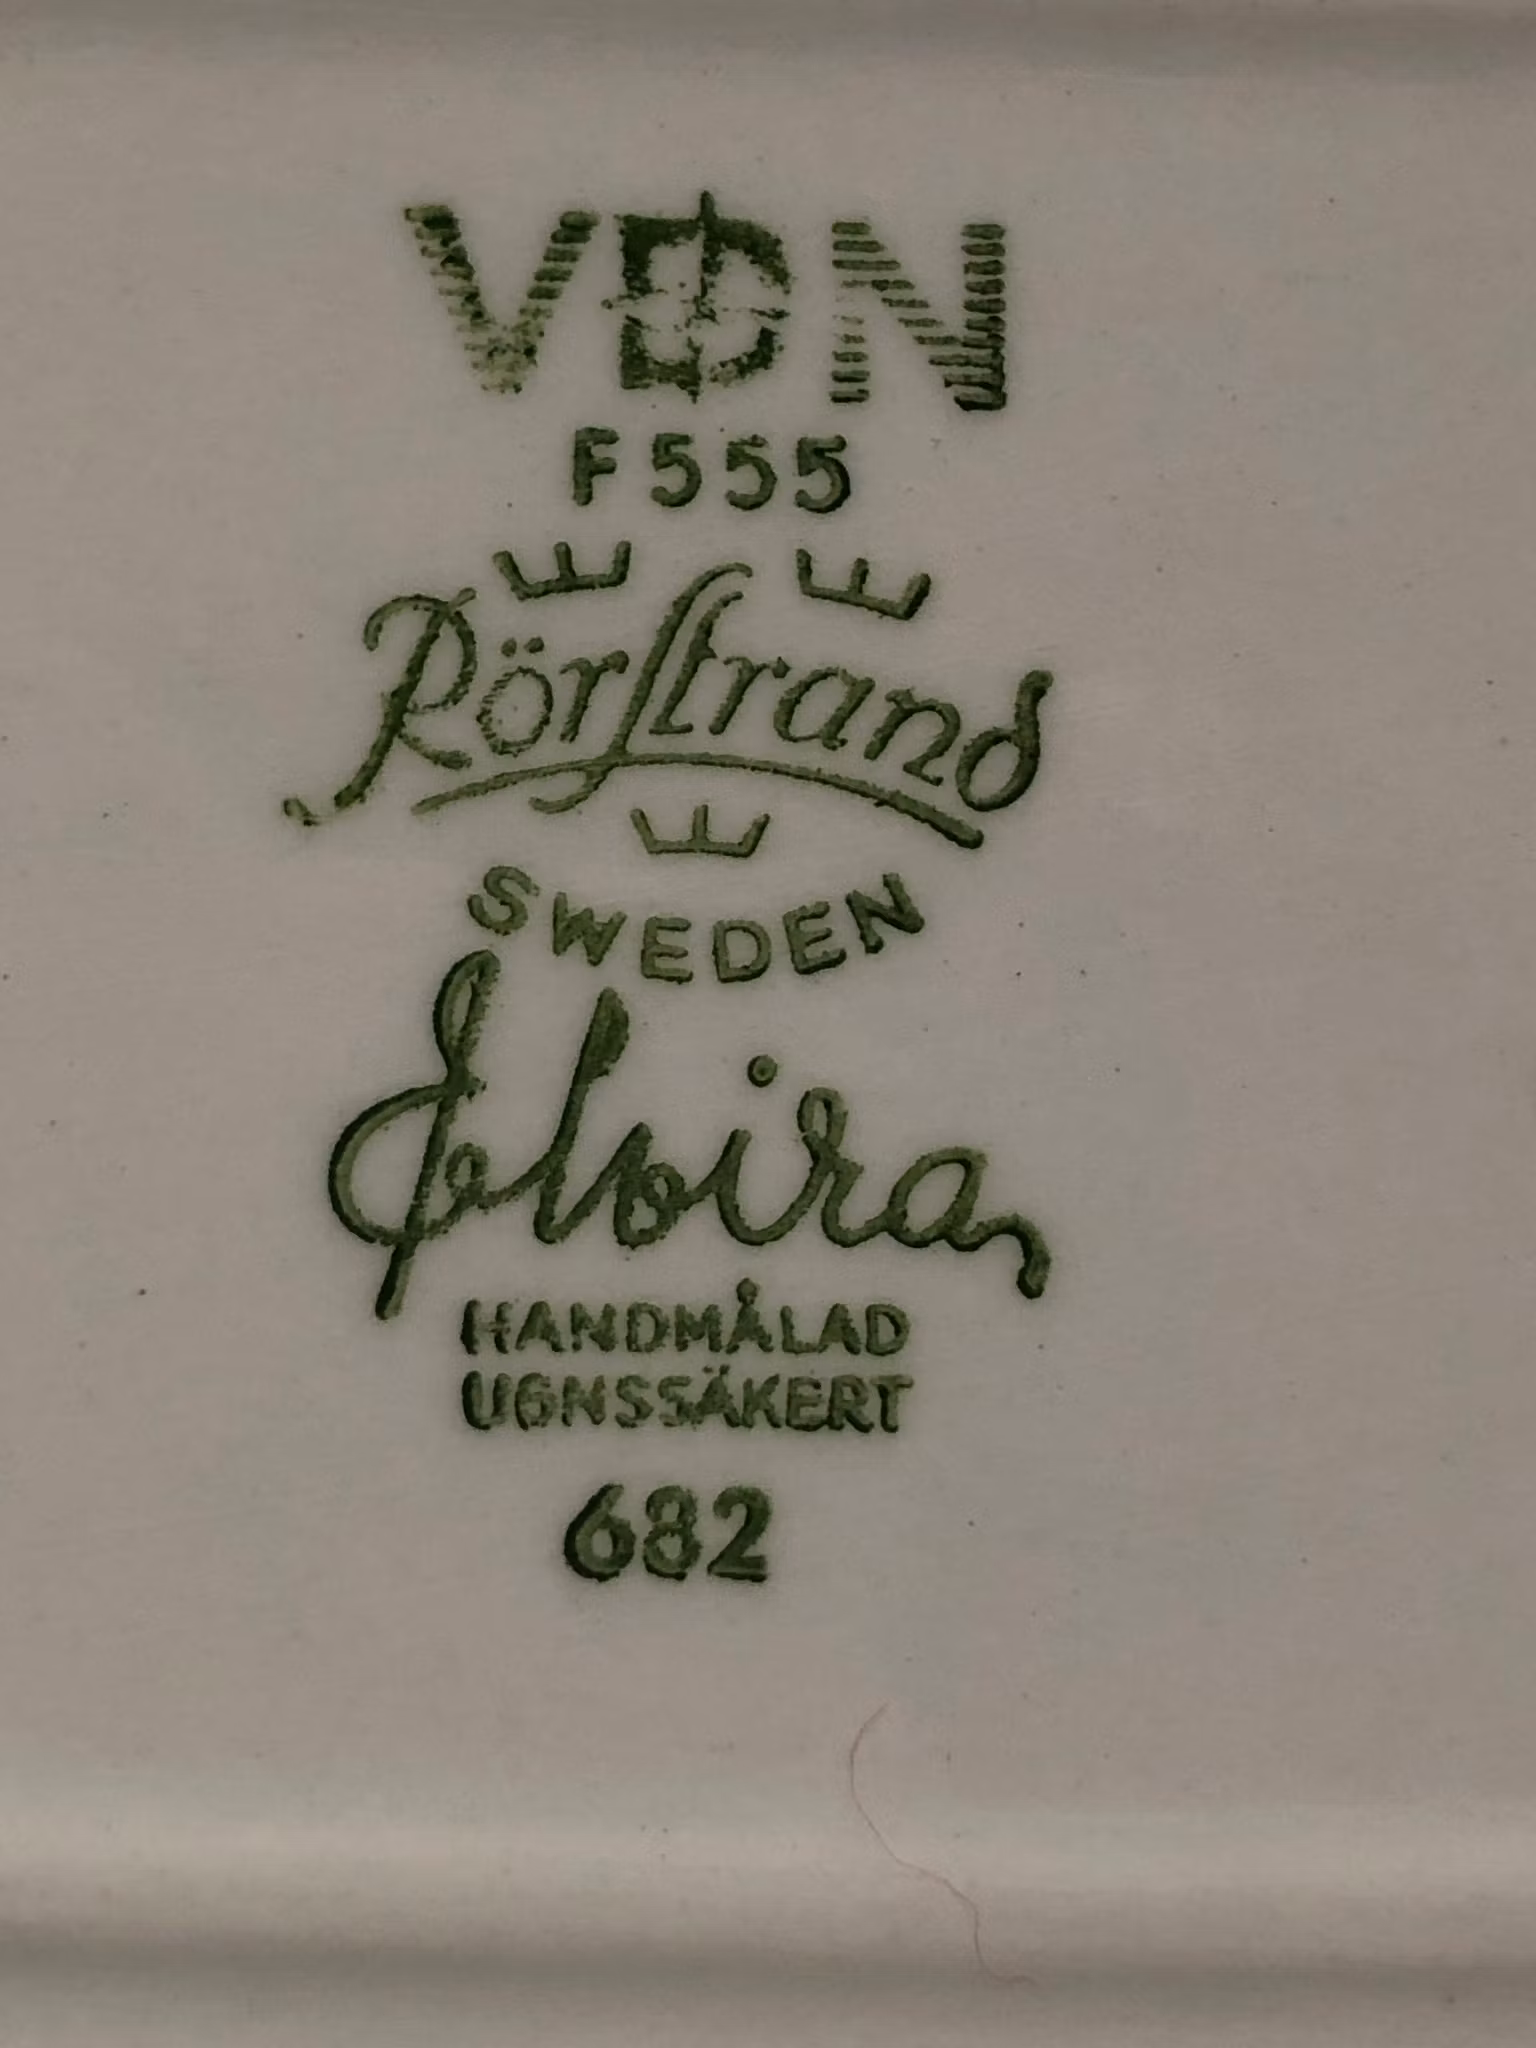 VDN
F555
Rörstrand
SWEDEN
Elvira
HANDMÅLAD
UGNSSÄKERT
682